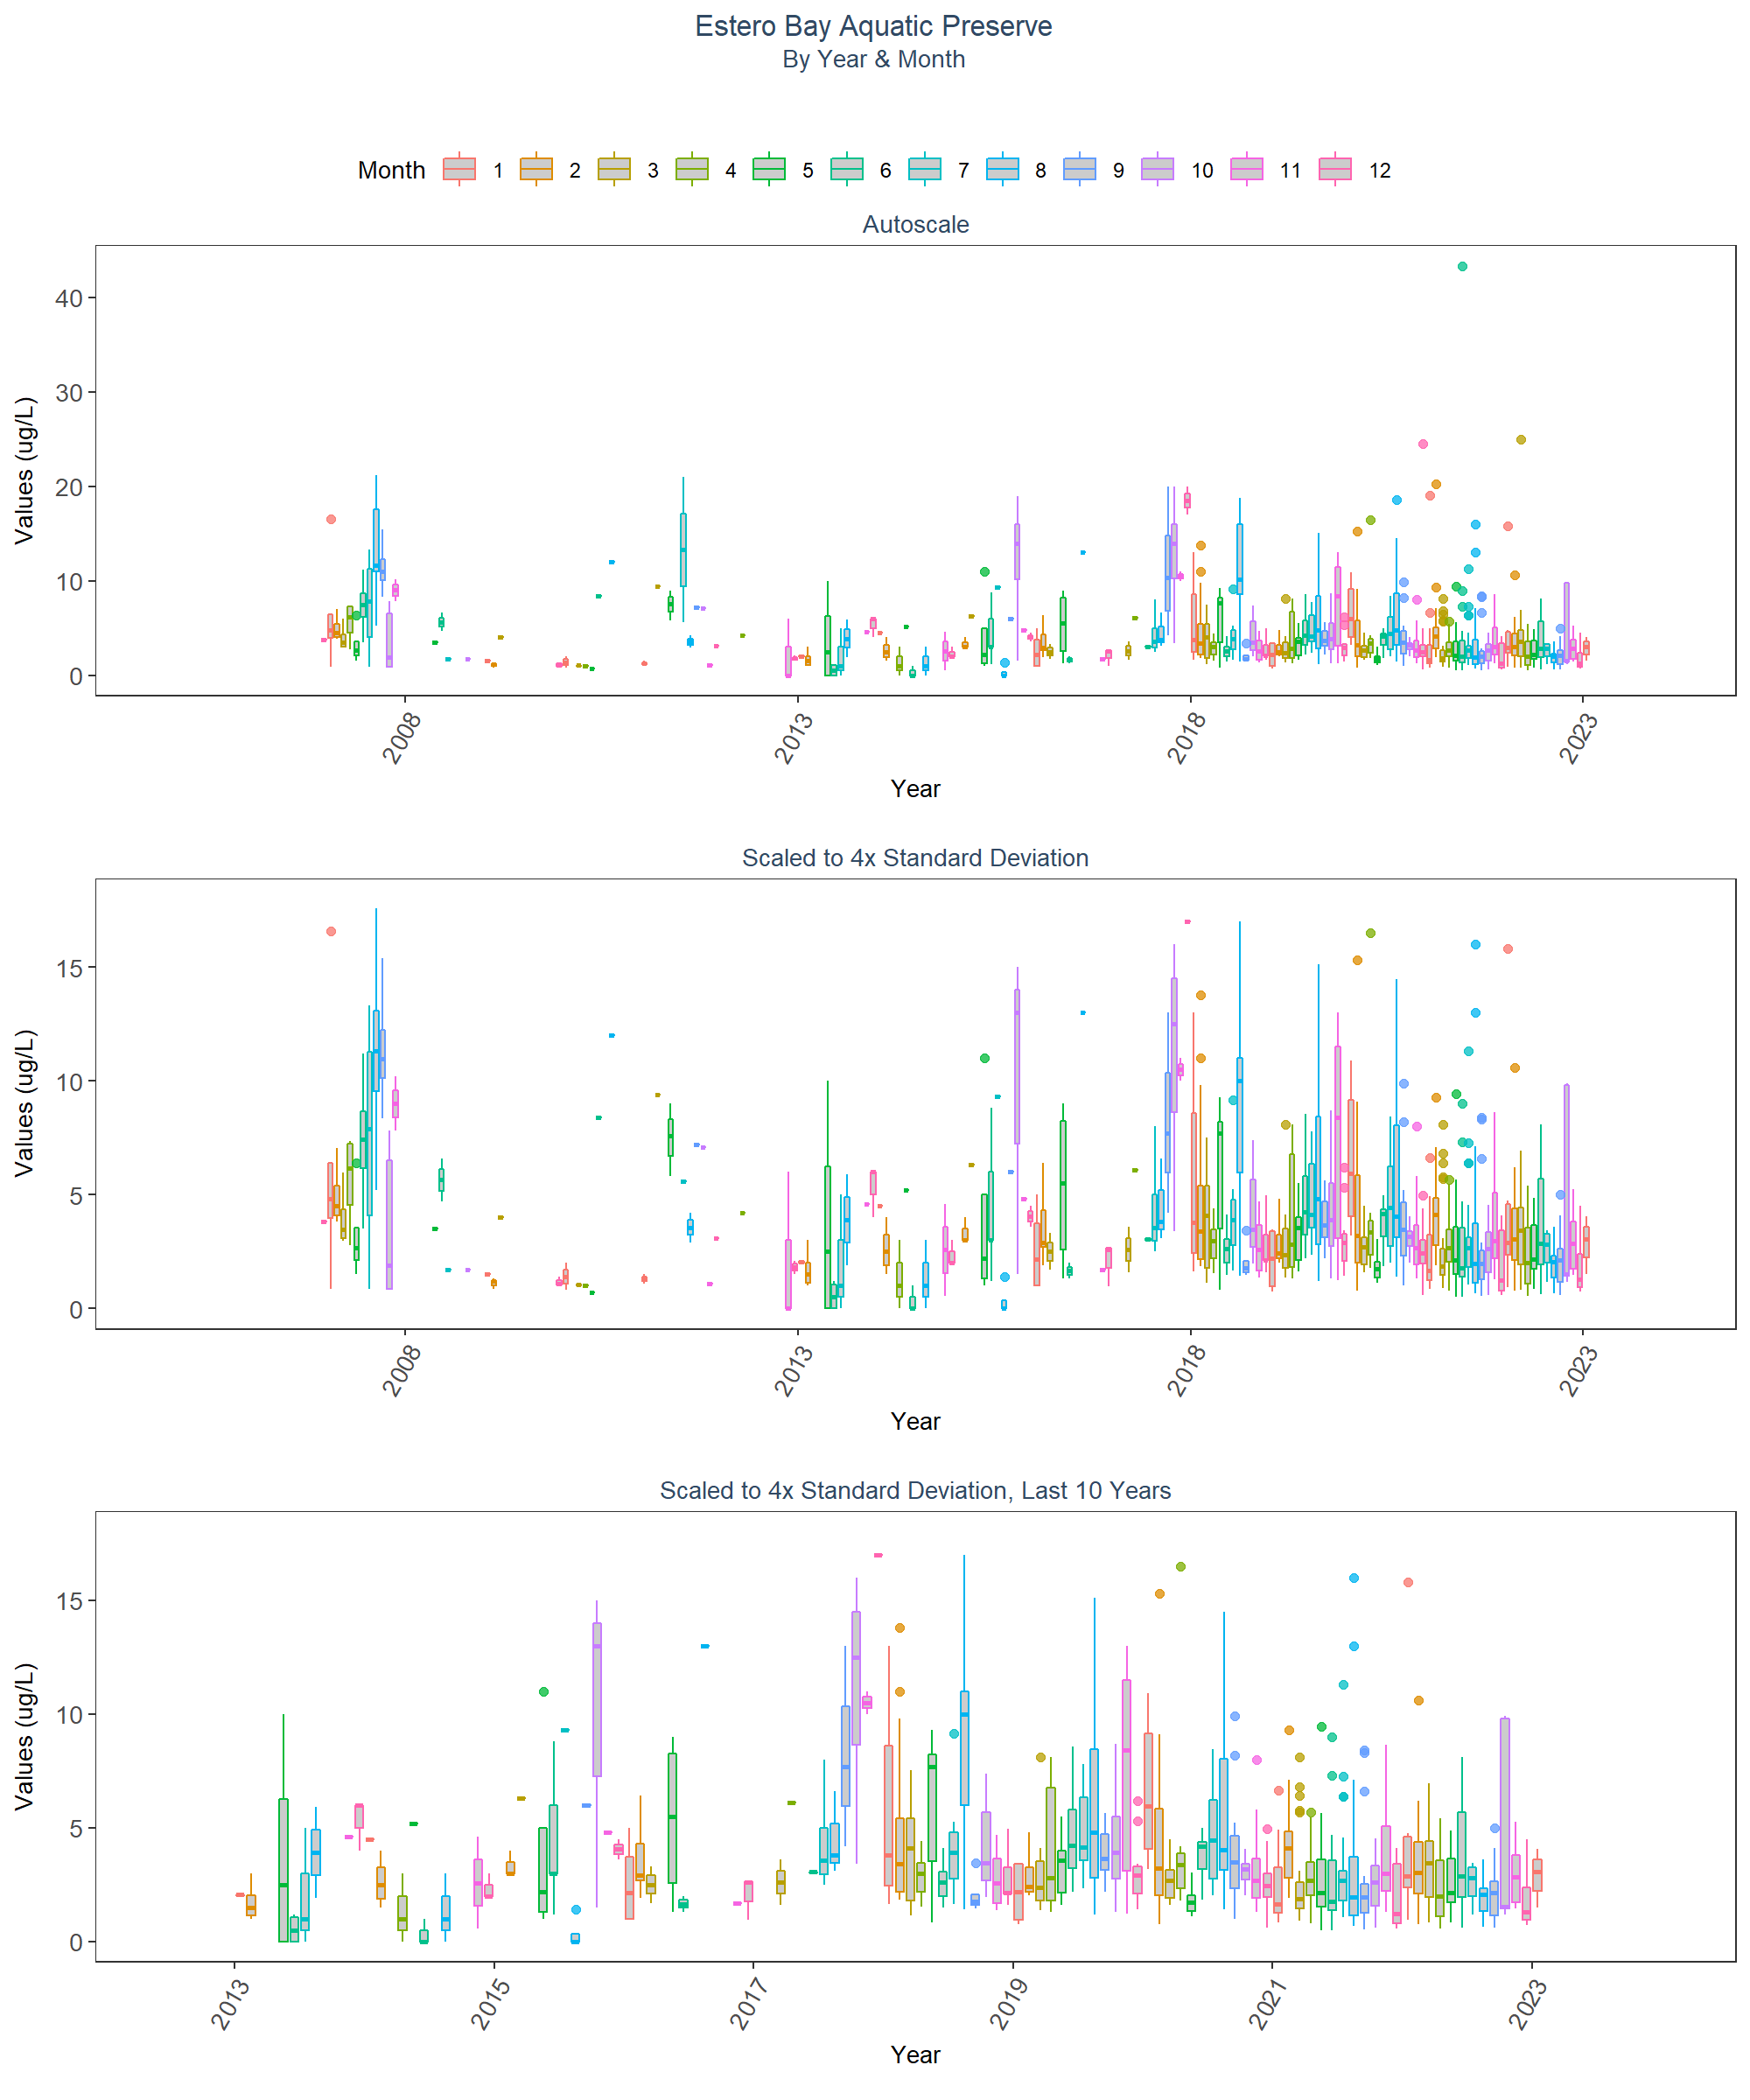 Estero Bay Aquatic Preserve
By Year & Month
Month 1 2 3 4 5 6 7 8 9 10 11 12
Autoscale
Values (ug/L)
40
30
20
10
0
2008 2013 2018 2023
Year
Scaled to 4x Standard Deviation
Values (ug/L)
15
10
5
0
2008 2013 2018 2023
Year
Scaled to 4x Standard Deviation, Last 10 Years
Values (ug/L)
15
10
5
0
2013 2015 2017 2019 2021 2023
Year